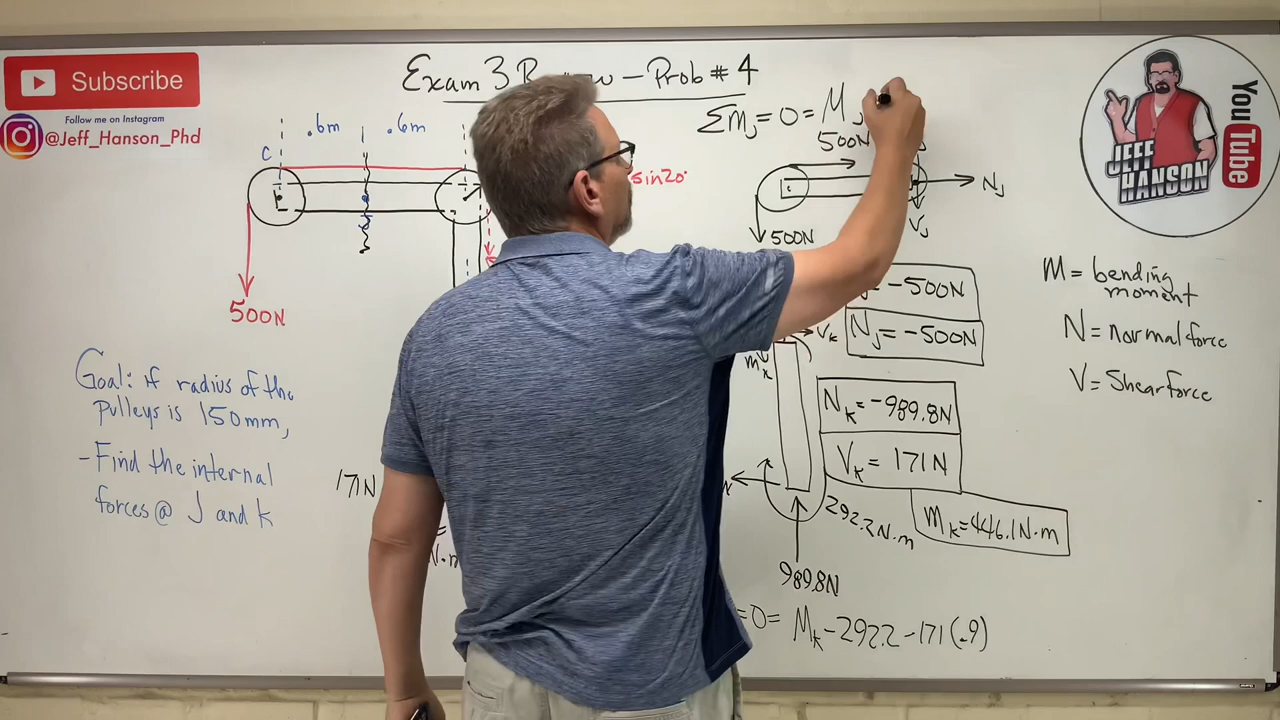 Subscribe
Follow me on Instagram
@Jeff_Hanson_Phd
Exam 3 – Prob # 4
.6m .6m
C
500N
sin20°
ΣMJ = 0 = M
500N
C
NJ
VJ
500N
= -500N
NJ = -500N
VK
mK
NK = -989.8N
VK = 171N
mK = 446.1N·m
292.2N·m
989.8N
=0= MK - 292.2 - 171(.9)
M = bending moment
N = normal force
V = Shear force
Goal: if radius of the
pulleys is 150mm,
- Find the internal
forces @ J and k
171N
JEFF
HANSON
YouTube